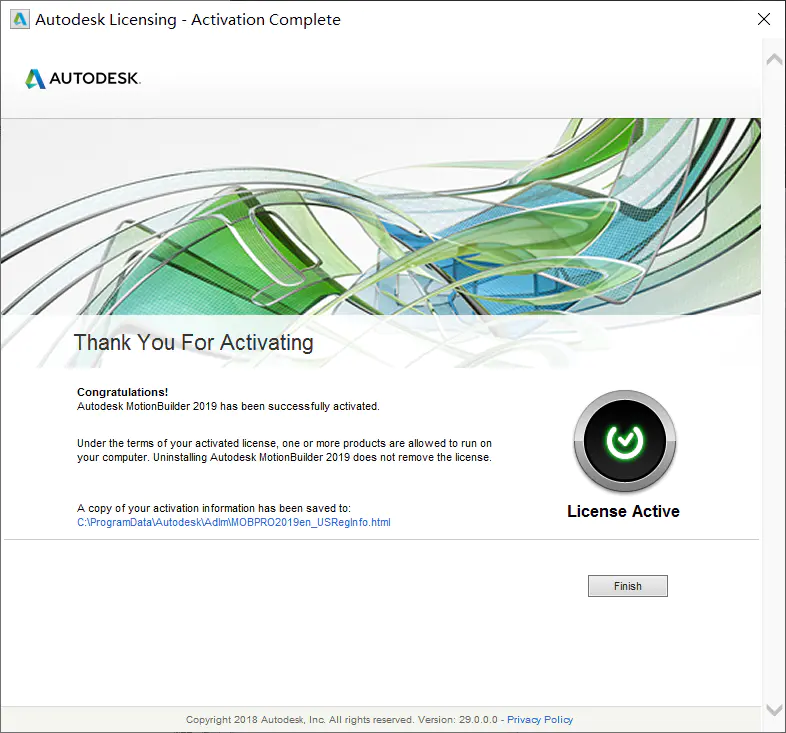 Autodesk Licensing - Activation Complete
AUTODESK.
Thank You For Activating
Congratulations!
Autodesk MotionBuilder 2019 has been successfully activated.
Under the terms of your activated license, one or more products are allowed to run on
your computer. Uninstalling Autodesk MotionBuilder 2019 does not remove the license.
A copy of your activation information has been saved to:
C:\ProgramData\Autodesk\Adlm\MOBPRO2019en_USRegInfo.html
License Active
Finish
Copyright 2018 Autodesk, Inc. All rights reserved. Version: 29.0.0.0 - Privacy Policy